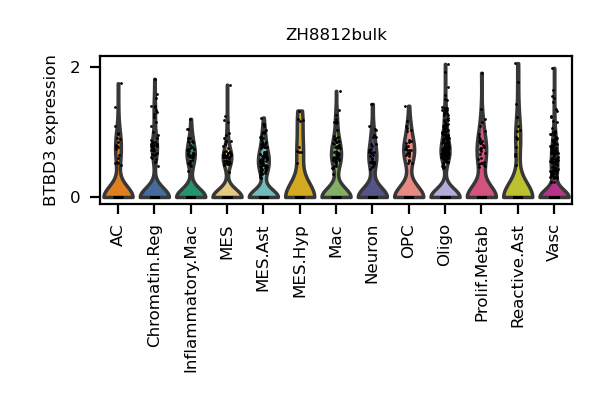 ZH8812bulk
BTBD3 expression
2
0
AC
Chromatin.Reg
Inflammatory.Mac
MES
MES.Ast
MES.Hyp
Mac
Neuron
OPC
Oligo
Prolif.Metab
Reactive.Ast
Vasc